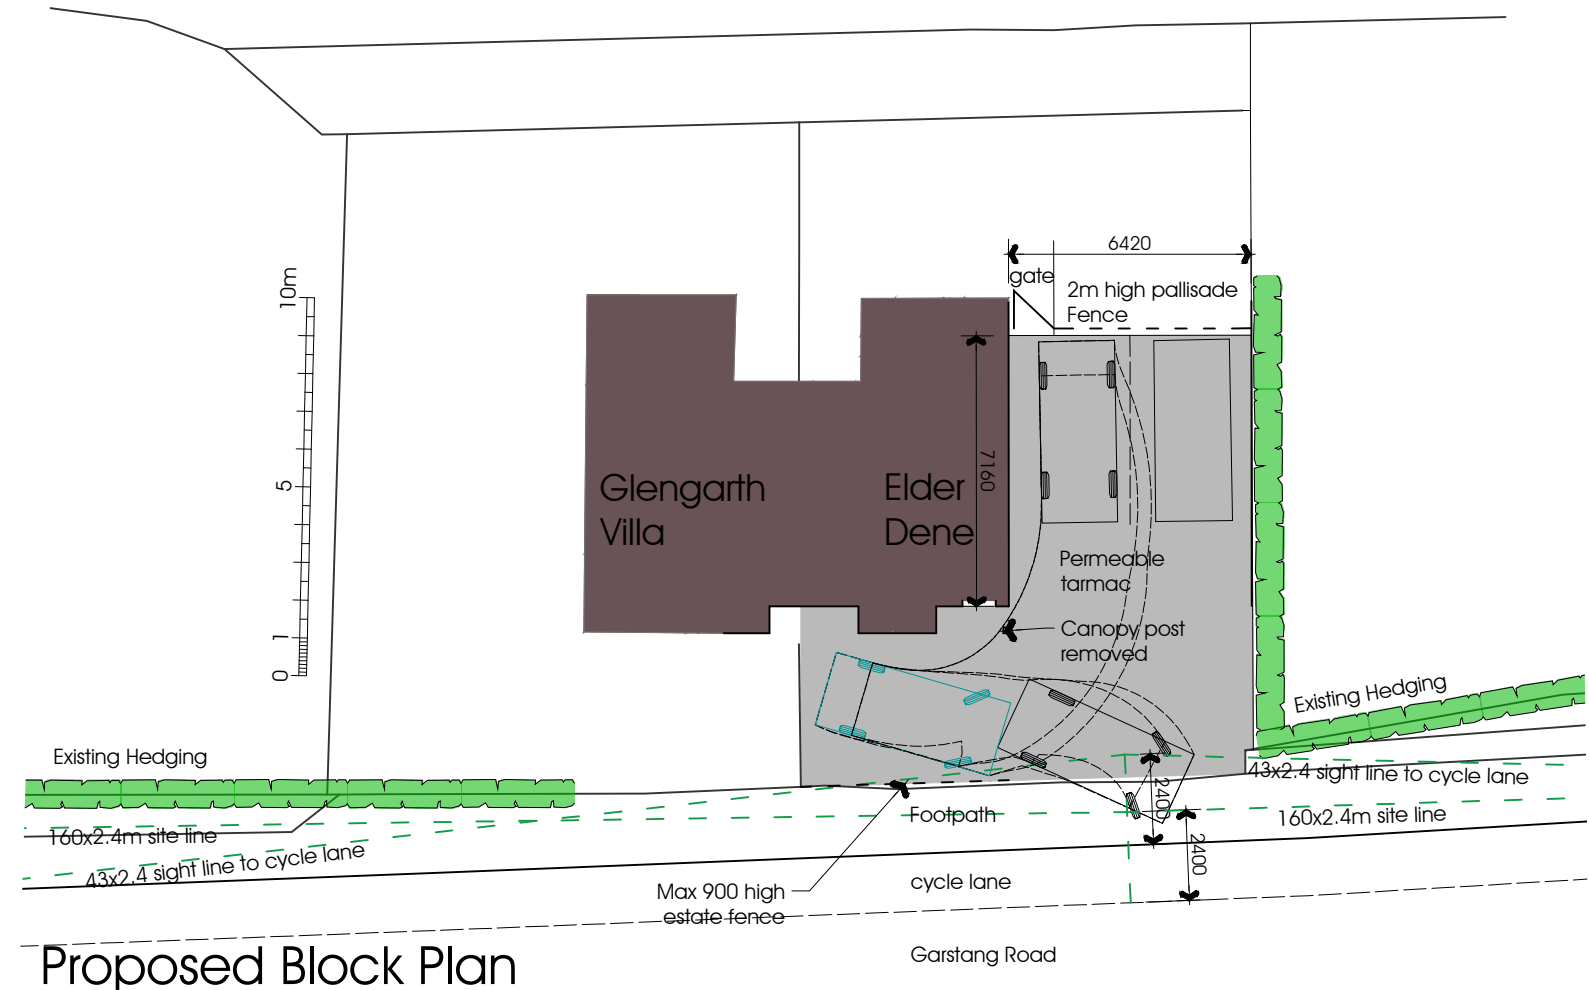 6420
gate
2m high pallisade
Fence
10m
5
1
0
Glengarth
Villa
Elder
Dene
7160
Permeable
tarmac
Canopy post
removed
Existing Hedging
Existing Hedging
43x2.4 sight line to cycle lane
2400
160x2.4m site line
Footpath
160x2.4m site line
43x2.4 sight line to cycle lane
2400
Max 900 high
estate fence
cycle lane
Garstang Road
Proposed Block Plan